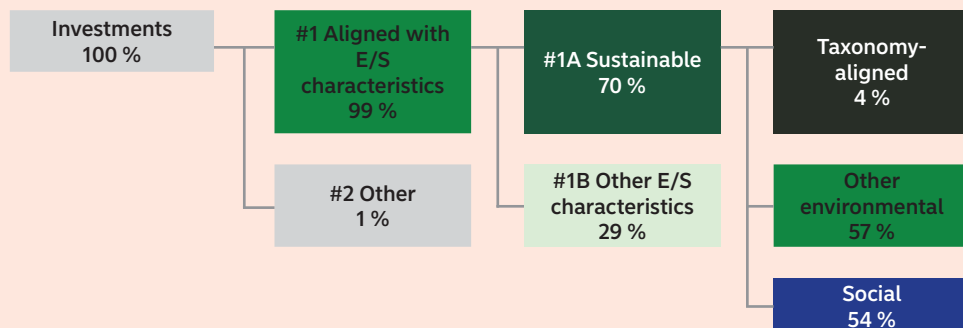 Investments
100 %
#1 Aligned with
E/S
characteristics
99 %
#1A Sustainable
70 %
Taxonomy-
aligned
4 %
#2 Other
1 %
#1B Other E/S
characteristics
29 %
Other
environmental
57 %
Social
54 %